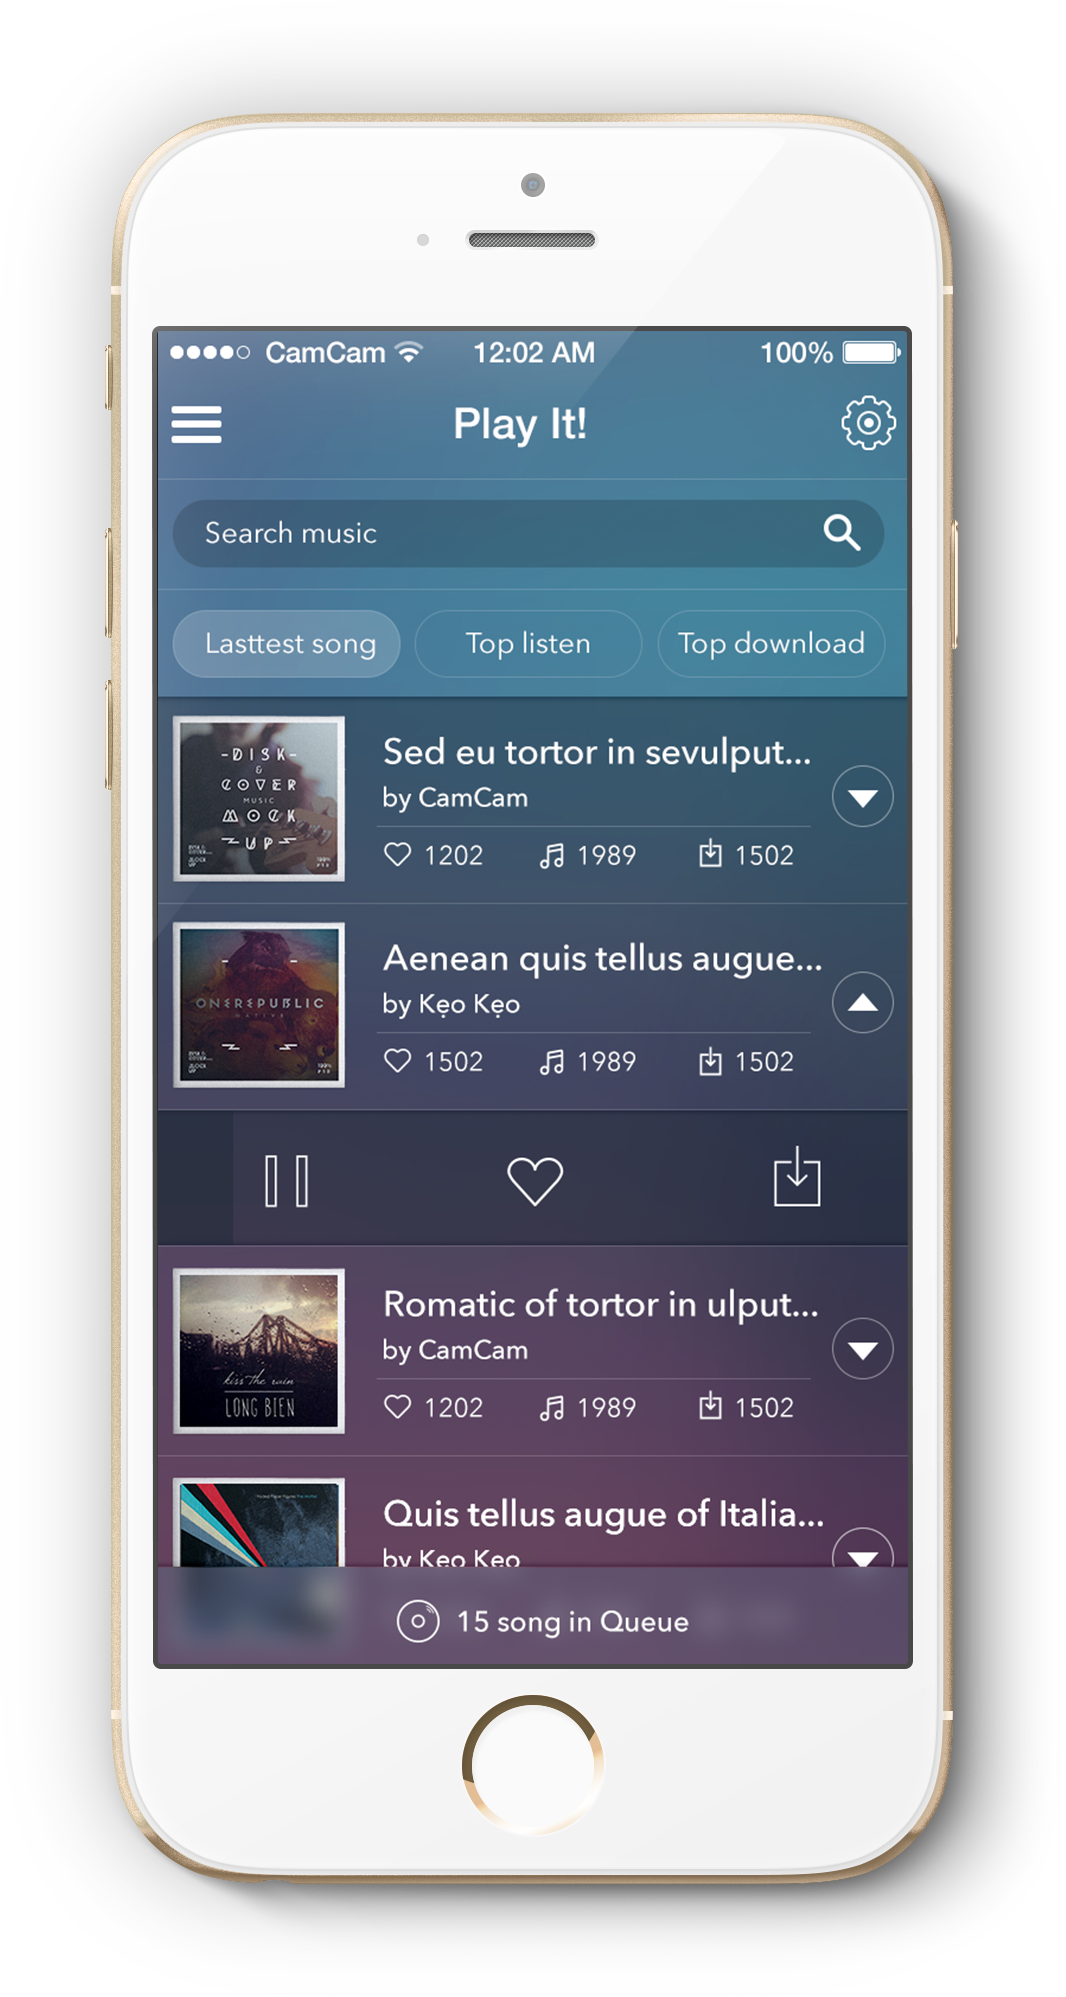 CamCam 12:02 AM 100%
Play It!
Search music
Lasttest song Top listen Top download
-DISK-
&
COVER
MUSIC
MOCK
-UP-
Sed eu tortor in sevulput...
by CamCam
1202 1989 1502
ONEREPUBLIC
NATIVE
Aenean quis tellus augue...
by Kẹo Kẹo
1502 1989 1502
kiss the rain
LONG BIEN
Romatic of tortor in ulput...
by CamCam
1202 1989 1502
Quis tellus augue of Italia...
by Kẹo Kẹo
15 song in Queue